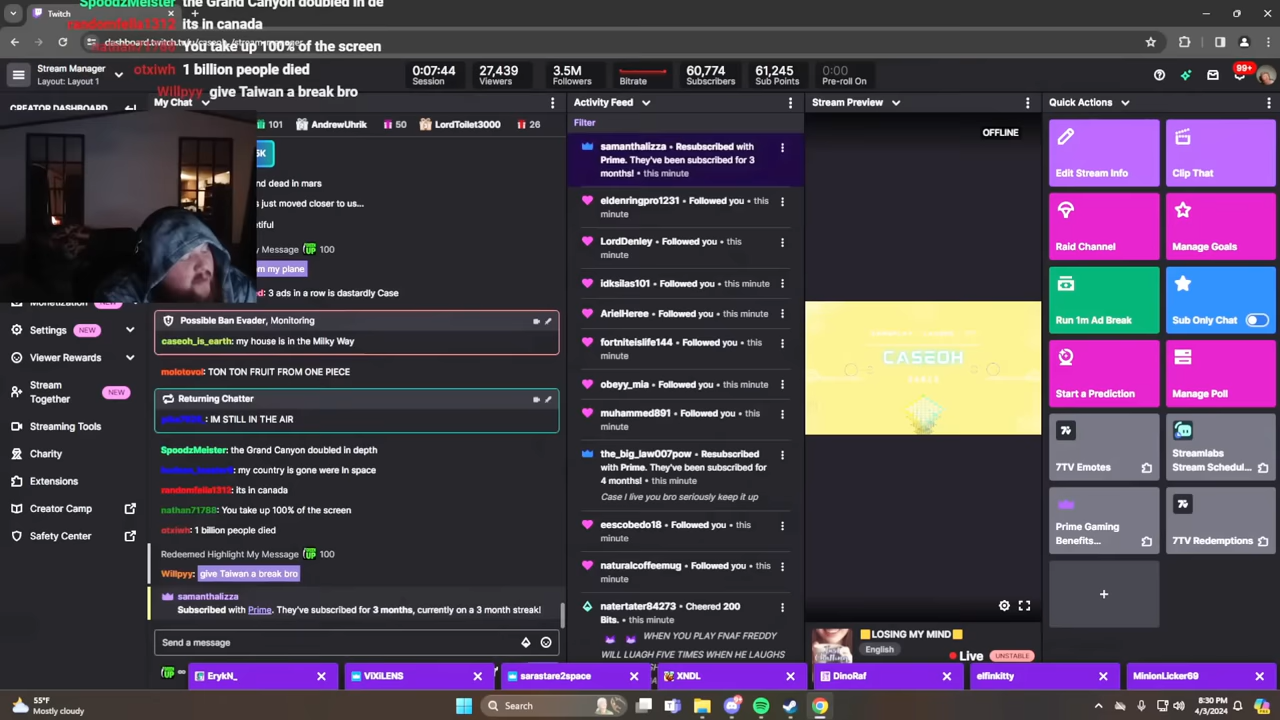 SpoodzMeister the Grand Canyon doubled in de
randomfella1312 its in canada
nathan71788 You take up 100% of the screen
otxiwh 1 billion people died
Willpyy give Taiwan a break bro
Twitch
Stream Manager
Layout: Layout 1
0:07:44
Session
27,439
Viewers
3.5M
Followers
Bitrate
60,774
Subscribers
61,245
Sub Points
0:00
Pre-roll On
99+
CREATOR DASHBOARD
Settings NEW
Viewer Rewards
Stream Together NEW
Streaming Tools
Charity
Extensions
Creator Camp
Safety Center
My Chat
101 AndrewUhrik 50 LordToilet3000 26
5K
nd dead in mars
s just moved closer to us...
tiful
My Message UP 100
m my plane
: 3 ads in a row is dastardly Case
Possible Ban Evader, Monitoring
caseoh_is_earth: my house is in the Milky Way
molotovol: TON TON FRUIT FROM ONE PIECE
Returning Chatter
: IM STILL IN THE AIR
SpoodzMeister: the Grand Canyon doubled in depth
: my country is gone were in space
randomfella1312: its in canada
nathan71788: You take up 100% of the screen
otxiwh: 1 billion people died
Redeemed Highlight My Message UP 100
Willpyy: give Taiwan a break bro
samanthalizza
Subscribed with Prime. They've subscribed for 3 months, currently on a 3 month streak!
Send a message
Activity Feed
Filter
samanthalizza • Resubscribed with
Prime. They've been subscribed for 3
months! • this minute
eldenringpro1231 • Followed you • this
minute
LordDenley • Followed you • this
minute
idksilas101 • Followed you • this minute
ArielHeree • Followed you • this minute
fortniteislife144 • Followed you • this
minute
obeyy_mia • Followed you • this minute
muhammed891 • Followed you • this
minute
the_big_law007pow • Resubscribed
with Prime. They've been subscribed for
4 months! • this minute
Case I live you bro seriously keep it up
eescobedo18 • Followed you • this
minute
naturalcoffeemug • Followed you • this
minute
natertater84273 • Cheered 200
Bits. • this minute
WHEN YOU PLAY FNAF FREDDY
WILL LUAGH FIVE TIMES WHEN HE LAUGHS
Stream Preview
OFFLINE
CASEOH
LOSING MY MIND
English
Live UNSTABLE
Quick Actions
Edit Stream Info
Clip That
Raid Channel
Manage Goals
Run 1m Ad Break
Sub Only Chat
Start a Prediction
Manage Poll
7TV Emotes
Streamlabs
Stream Schedul...
Prime Gaming
Benefits...
7TV Redemptions
ErykN_
VIXILENS
sarastare2space
XNDL
DinoRaf
elfinkitty
MinionLicker69
55°F
Mostly cloudy
Search
8:30 PM
4/3/2024